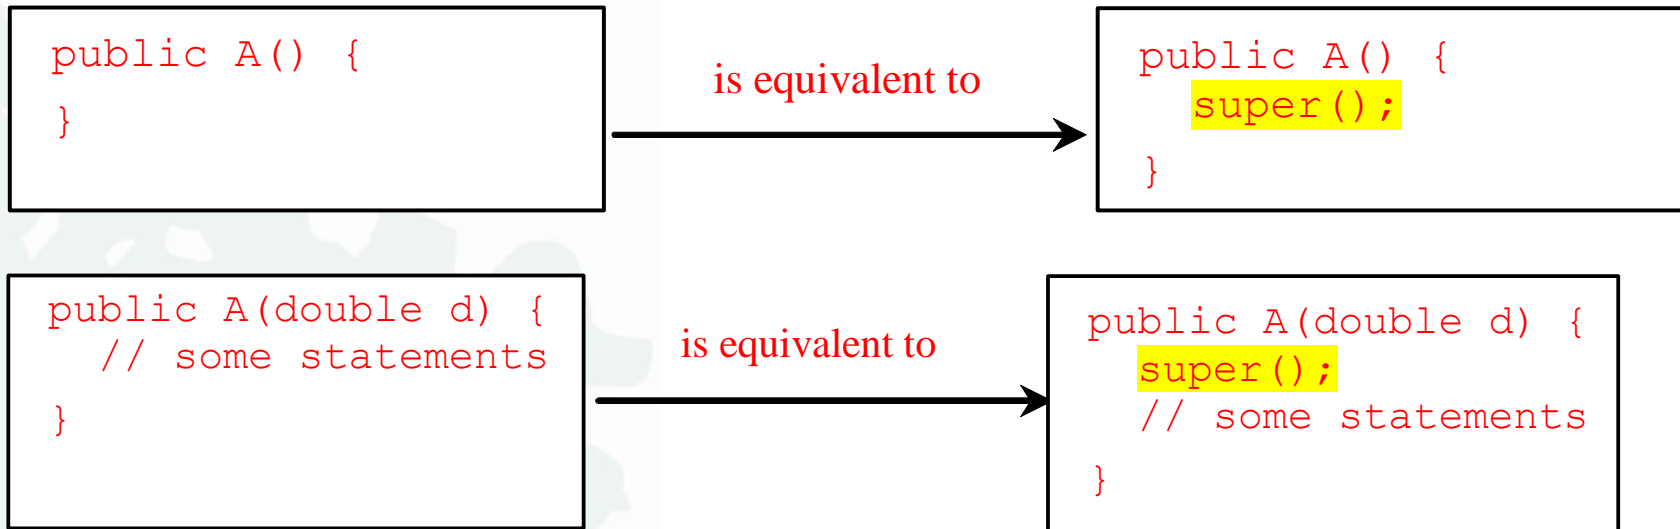 public A() {
}
is equivalent to
public A() {
super();
}
public A(double d) {
// some statements
}
is equivalent to
public A(double d) {
super();
// some statements
}